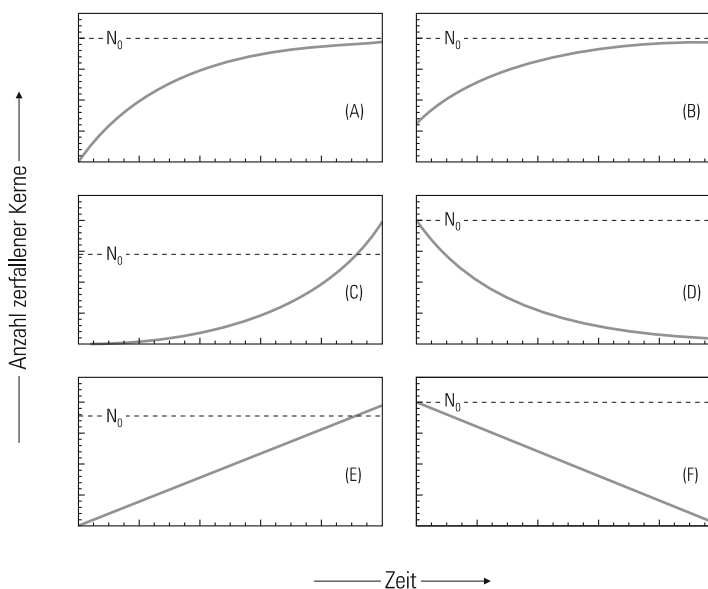 N₀
(A)
N₀
(B)
N₀
(C)
N₀
(D)
N₀
(E)
N₀
(F)
Anzahl zerfallener Kerne
Zeit